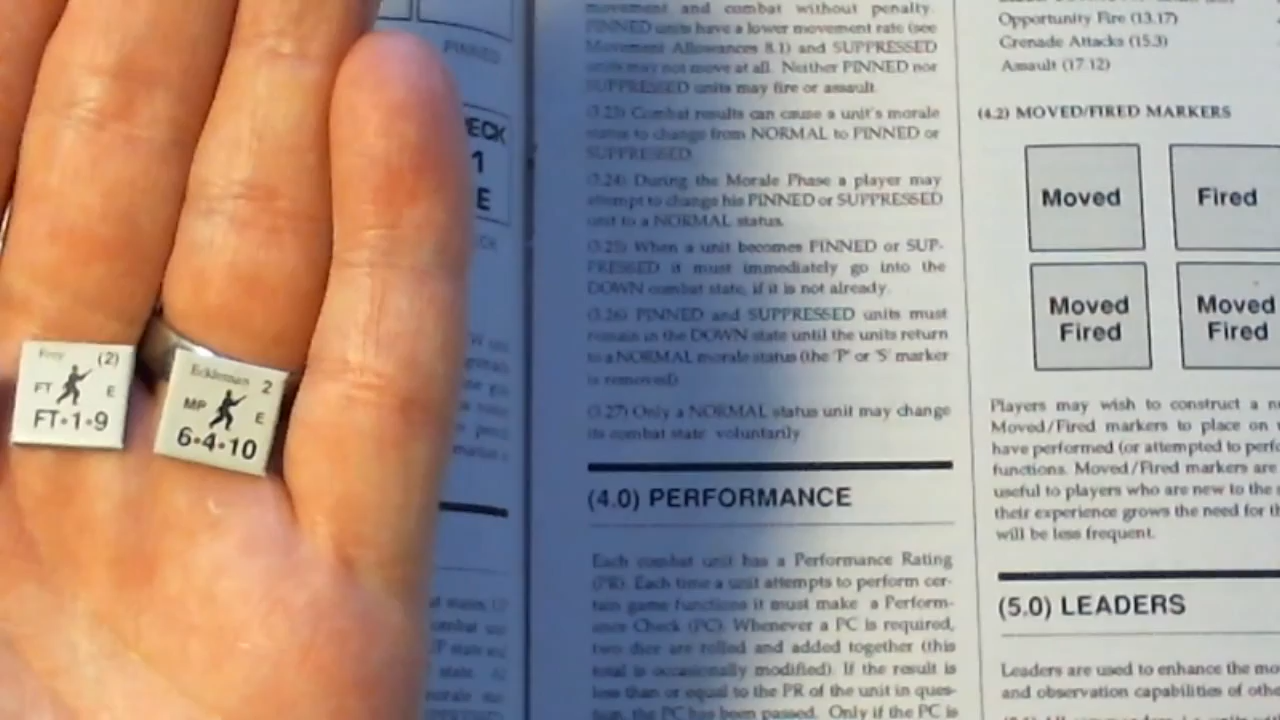 PINNED
ECK
1
E
Frey (2)
FT E
FT•1•9
Eckleman 2
MP E
6•4•10
movement and combat without penalty.
PINNED units have a lower movement rate (see
Movement Allowances 8.1) and SUPPRESSED
units may not move at all. Neither PINNED nor
SUPPRESSED units may fire or assault.
(3.23) Combat results can cause a unit's morale
status to change from NORMAL to PINNED or
SUPPRESSED.
(3.24) During the Morale Phase a player may
attempt to change his PINNED or SUPPRESSED
unit to a NORMAL status.
(3.25) When a unit becomes PINNED or SUP-
PRESSED it must immediately go into the
DOWN combat state, if it is not already.
(3.26) PINNED and SUPPRESSED units must
remain in the DOWN state until the units return
to a NORMAL morale status (the 'P' or 'S' marker
is removed)
(3.27) Only a NORMAL status unit may change
its combat state voluntarily
(4.0) PERFORMANCE
Each combat unit has a Performance Rating
(PR). Each time a unit attempts to perform cer-
tain game functions it must make a Perform-
ance Check (PC). Whenever a PC is required,
two dice are rolled and added together (this
total is occasionally modified). If the result is
less than or equal to the PR of the unit in ques-
tion, the PC has been passed. Only if the PC is
Opportunity Fire (13.17)
Grenade Attacks (15.3)
Assault (17.12)
(4.2) MOVED/FIRED MARKERS
Moved Fired
Moved Moved
Fired Fired
Players may wish to construct a
Moved/Fired markers to place on
have performed (or attempted to
functions. Moved/Fired markers are
useful to players who are new to the
their experience grows the need for
will be less frequent.
(5.0) LEADERS
Leaders are used to enhance the
and observation capabilities of